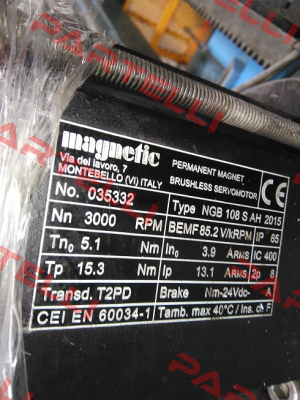 PARTELLI
magnetic
Via del lavoro, 7
MONTEBELLO (VI) ITALY
PERMANENT MAGNET
BRUSHLESS SERVOMOTOR
CE
No. 035332
Type NGB 108 S AH 2015
Nn 3000 RPM
BEMF 85.2 V/kRPM
IP 65
Tn₀ 5.1 Nm
In₀ 3.9 ARMS
IC 400
Tp 15.3 Nm
Ip 13.1 ARMS
2p 8
Transd. T2PD
Brake Nm-24Vdc- A
CEI EN 60034-1
Tamb. max 40°C / Ins. cl. F